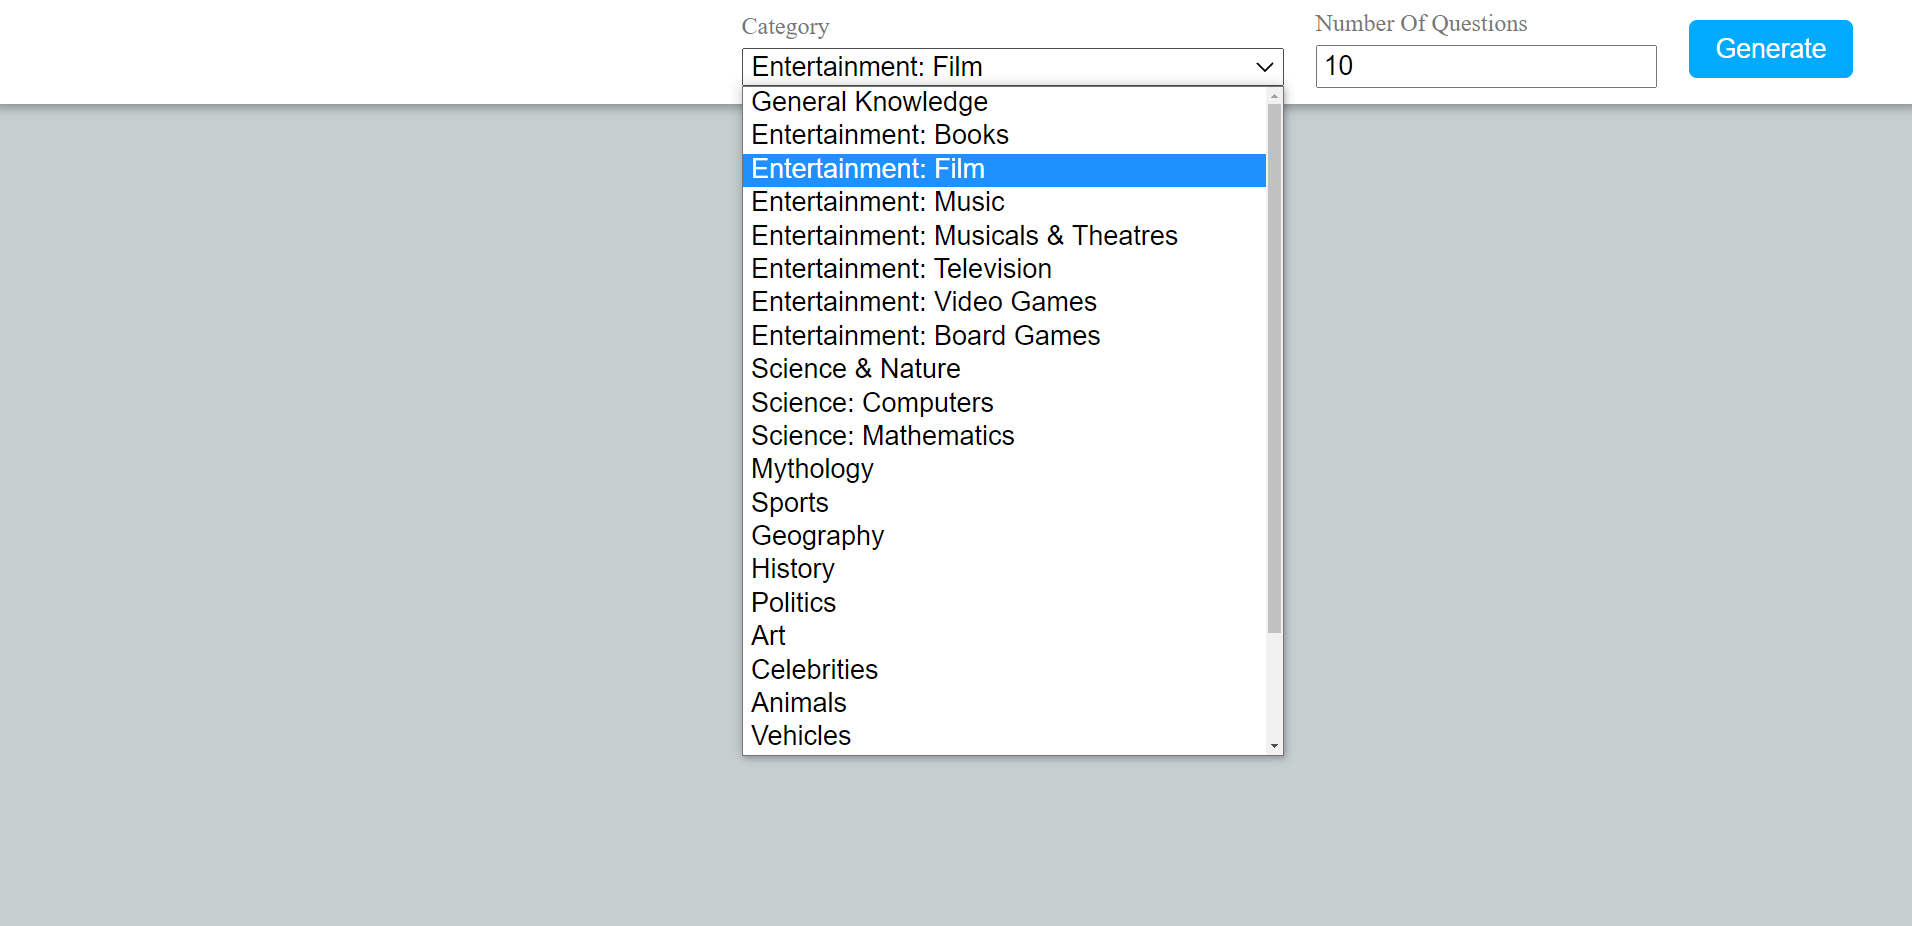 Category
Number Of Questions
Entertainment: Film
10
Generate
General Knowledge
Entertainment: Books
Entertainment: Film
Entertainment: Music
Entertainment: Musicals & Theatres
Entertainment: Television
Entertainment: Video Games
Entertainment: Board Games
Science & Nature
Science: Computers
Science: Mathematics
Mythology
Sports
Geography
History
Politics
Art
Celebrities
Animals
Vehicles